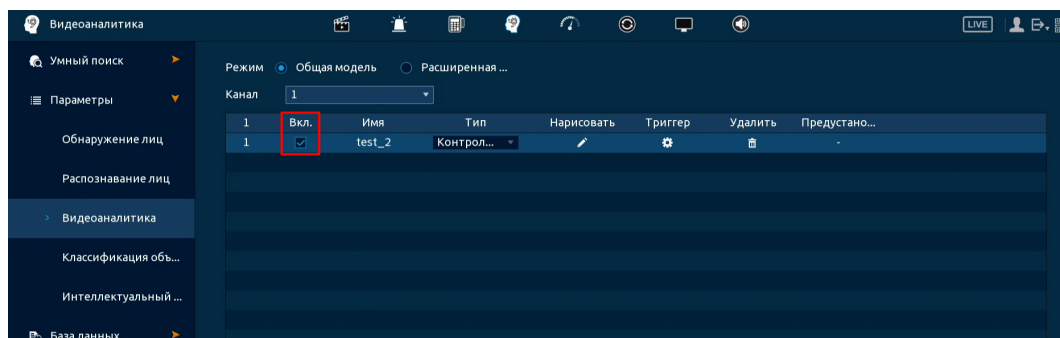 Видеоаналитика LIVE
Умный поиск
Режим Общая модель Расширенная ...
Канал 1
Параметры
1 Вкл. Имя Тип Нарисовать Триггер Удалить Предустано...
Обнаружение лиц
1 test_2 Контрол... -
Распознавание лиц
Видеоаналитика
Классификация объ...
Интеллектуальный ...
База данных